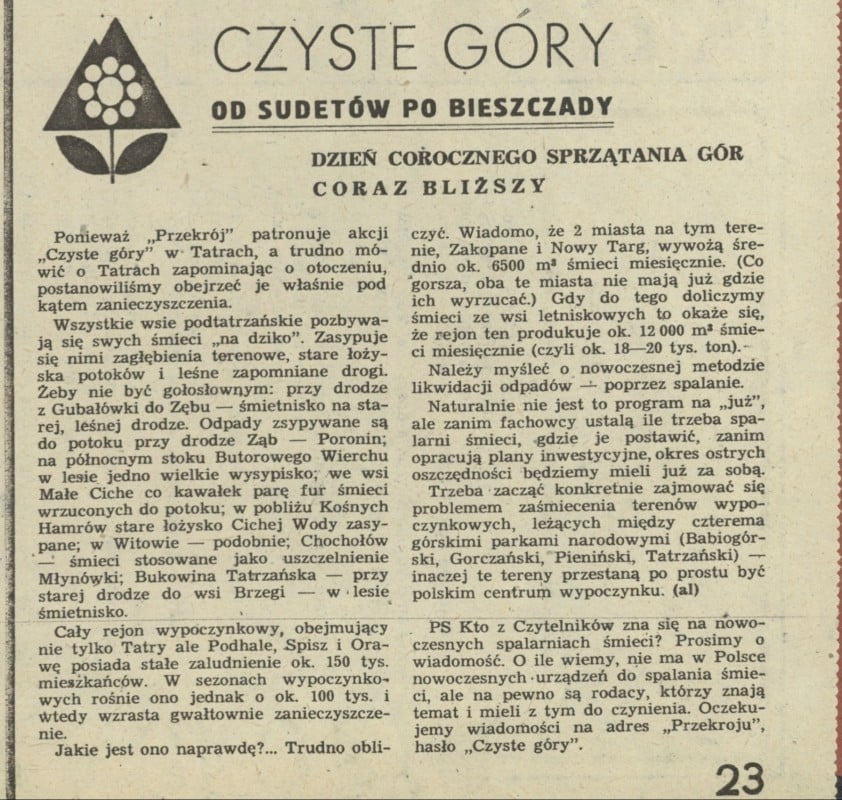 CZYSTE GÓRY
OD SUDETÓW PO BIESZCZADY
DZIEŃ COROCZNEGO SPRZĄTANIA GÓR
CORAZ BLIŻSZY
Ponieważ „Przekrój” patronuje akcji
„Czyste góry” w Tatrach, a trudno mó-
wić o Tatrach zapominając o otoczeniu,
postanowiliśmy obejrzeć je właśnie pod
kątem zanieczyszczenia.
Wszystkie wsie podtatrzańskie pozbywa-
ją się swych śmieci „na dziko”. Zasypuje
się nimi zagłębienia terenowe, stare łoży-
ska potoków i leśne zapomniane drogi.
Żeby nie być gołosłownym: przy drodze
z Gubałówki do Zębu — śmietnisko na sta-
rej, leśnej drodze. Odpady zsypywane są
do potoku przy drodze Ząb — Poronin;
na północnym stoku Butorowego Wierchu
w lesie jedno wielkie wysypisko; we wsi
Małe Ciche co kawałek parę fur śmieci
wrzuconych do potoku; w pobliżu Kośnych
Hamrów stare łożysko Cichej Wody zasy-
pane; w Witowie — podobnie; Chochołów
— śmieci stosowane jako uszczelnienie
Młynówki; Bukowina Tatrzańska — przy
starej drodze do wsi Brzegi — w lesie
śmietnisko.
Cały rejon wypoczynkowy, obejmujący
nie tylko Tatry ale Podhale, Spisz i Ora-
wę posiada stałe zaludnienie ok. 150 tys.
mieszkańców. W sezonach wypoczynko-
wych rośnie ono jednak o ok. 100 tys. i
wtedy wzrasta gwałtownie zanieczyszcze-
nie.
Jakie jest ono naprawdę?... Trudno obli-
czyć. Wiadomo, że 2 miasta na tym tere-
nie, Zakopane i Nowy Targ, wywożą śre-
dnio ok. 6500 m³ śmieci miesięcznie. (Co
gorsza, oba te miasta nie mają już gdzie
ich wyrzucać.) Gdy do tego doliczymy
śmieci ze wsi letniskowych to okaże się,
że rejon ten produkuje ok. 12 000 m³ śmie-
ci miesięcznie (czyli ok. 18—20 tys. ton).
Należy myśleć o nowoczesnej metodzie
likwidacji odpadów — poprzez spalanie.
Naturalnie nie jest to program na „już”,
ale zanim fachowcy ustalą ile trzeba spa-
larni śmieci, gdzie je postawić, zanim
opracują plany inwestycyjne, okres ostrych
oszczędności będziemy mieli już za sobą.
Trzeba zacząć konkretnie zajmować się
problemem zaśmiecenia terenów wypo-
czynkowych, leżących między czterema
górskimi parkami narodowymi (Babiogór-
ski, Gorczański, Pieniński, Tatrzański) —
inaczej te tereny przestaną po prostu być
polskim centrum wypoczynku. (al)
PS Kto z Czytelników zna się na nowo-
czesnych spalarniach śmieci? Prosimy o
wiadomość. O ile wiemy, nie ma w Polsce
nowoczesnych urządzeń do spalania śmie-
ci, ale na pewno są rodacy, którzy znają
temat i mieli z tym do czynienia. Oczeku-
jemy wiadomości na adres „Przekroju”,
hasło „Czyste góry”.
23